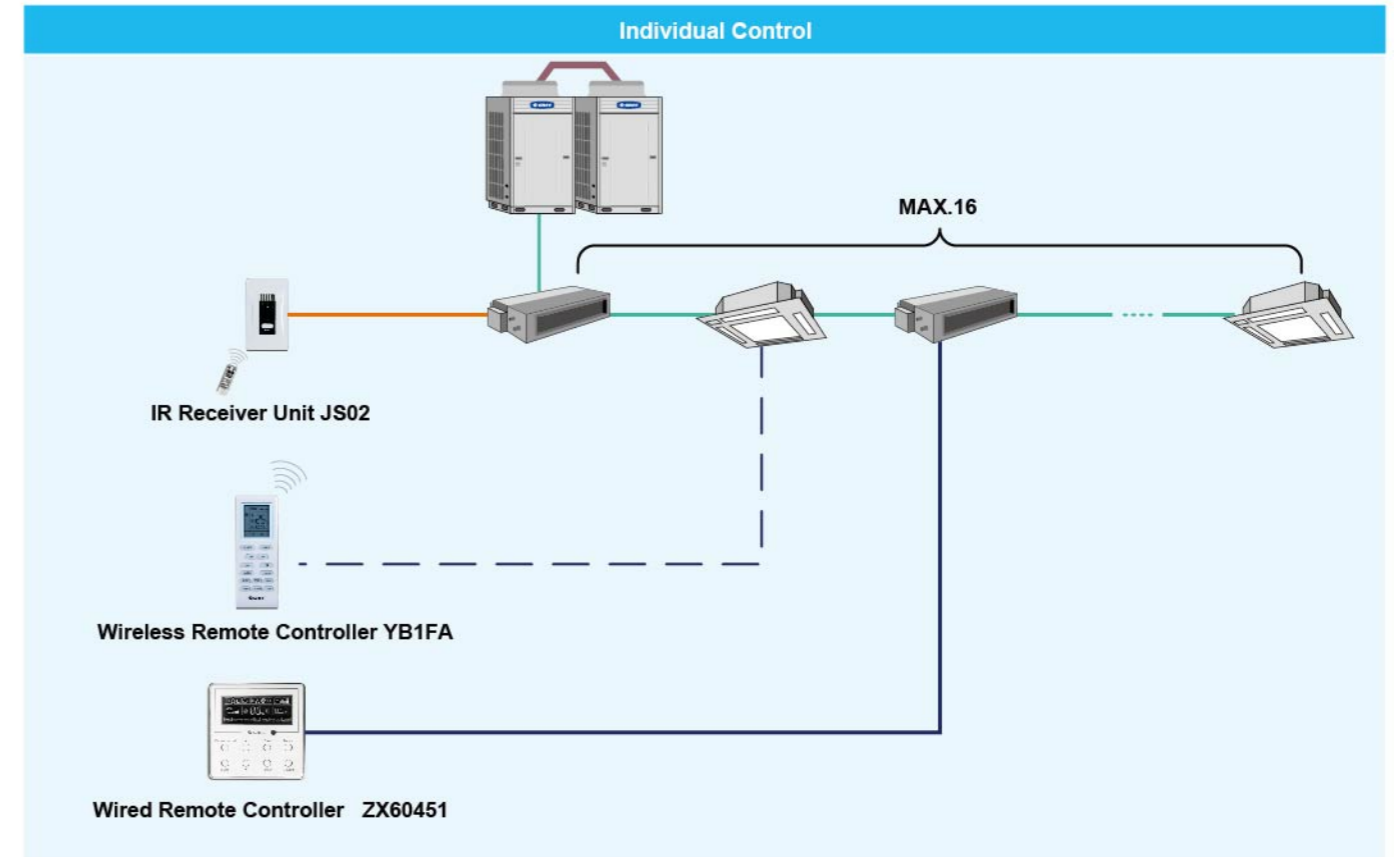 Individual Control
MAX.16
IR Receiver Unit JS02
Wireless Remote Controller YB1FA
Wired Remote Controller ZX60451